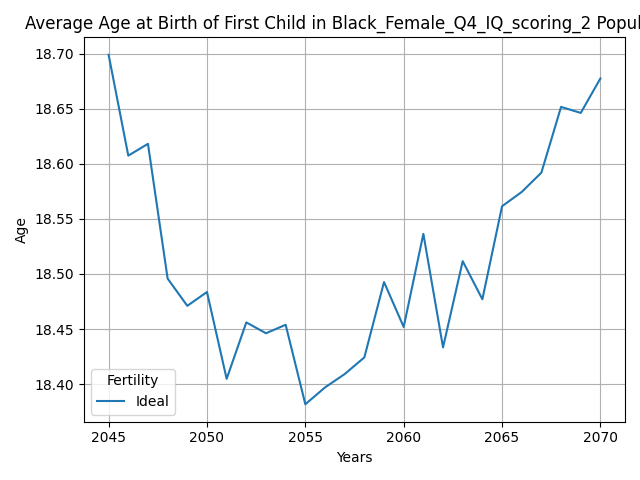 Average Age at Birth of First Child in Black_Female_Q4_IQ_scoring_2 Popul
18.70
18.65
18.60
18.55
18.50
18.45
18.40
Age
Fertility
Ideal
2045 2050 2055 2060 2065 2070
Years